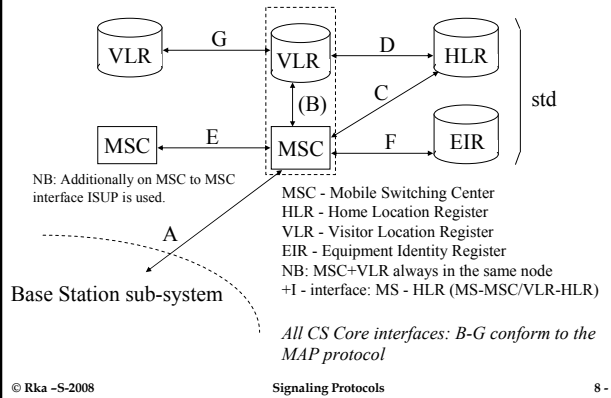 G
D
VLR
VLR
HLR
C
(B)
std
E
F
MSC
MSC
EIR
NB: Additionally on MSC to MSC
interface ISUP is used.
A
Base Station sub-system
MSC - Mobile Switching Center
HLR - Home Location Register
VLR - Visitor Location Register
EIR - Equipment Identity Register
NB: MSC+VLR always in the same node
+I - interface: MS - HLR (MS-MSC/VLR-HLR)
All CS Core interfaces: B-G conform to the
MAP protocol
© Rka –S-2008 Signaling Protocols 8 -